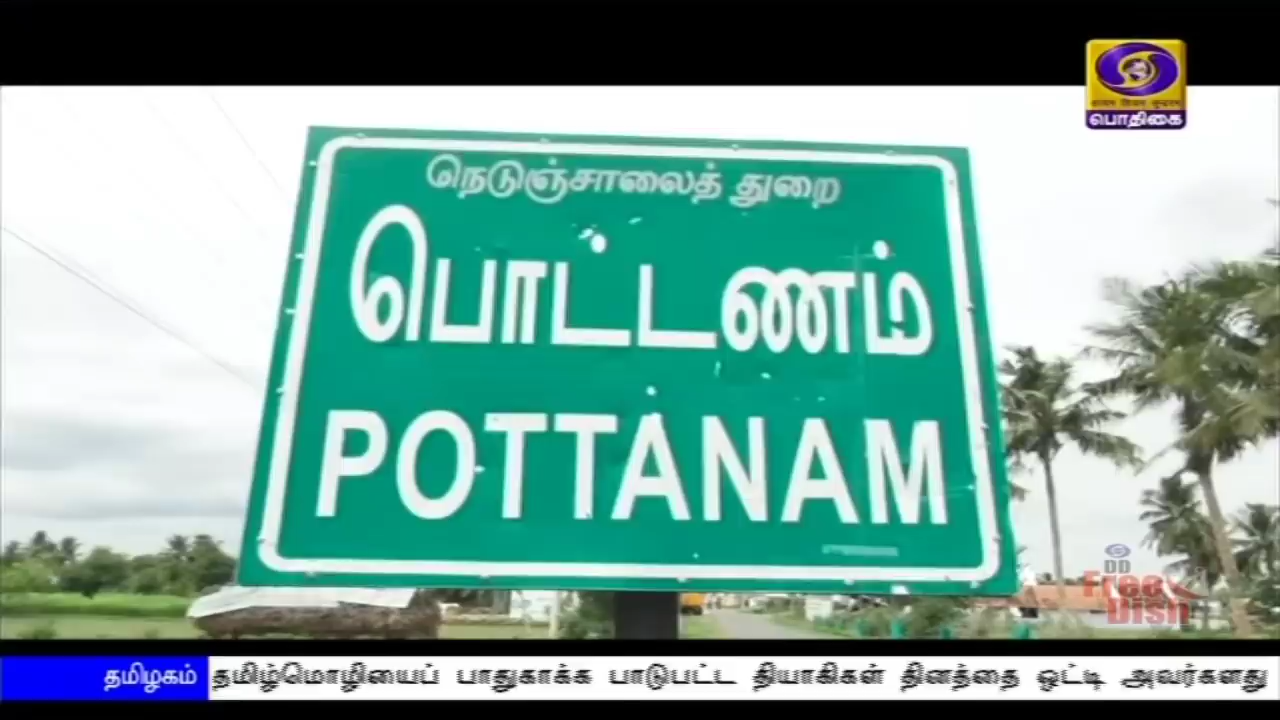 பொதிகை
நெடுஞ்சாலைத் துறை
பொட்டணம்
POTTANAM
DD
Free
Dish
தமிழகம் தமிழ்மொழியைப் பாதுகாக்க பாடுபட்ட தியாகிகள் தினத்தை ஒட்டி அவர்களது